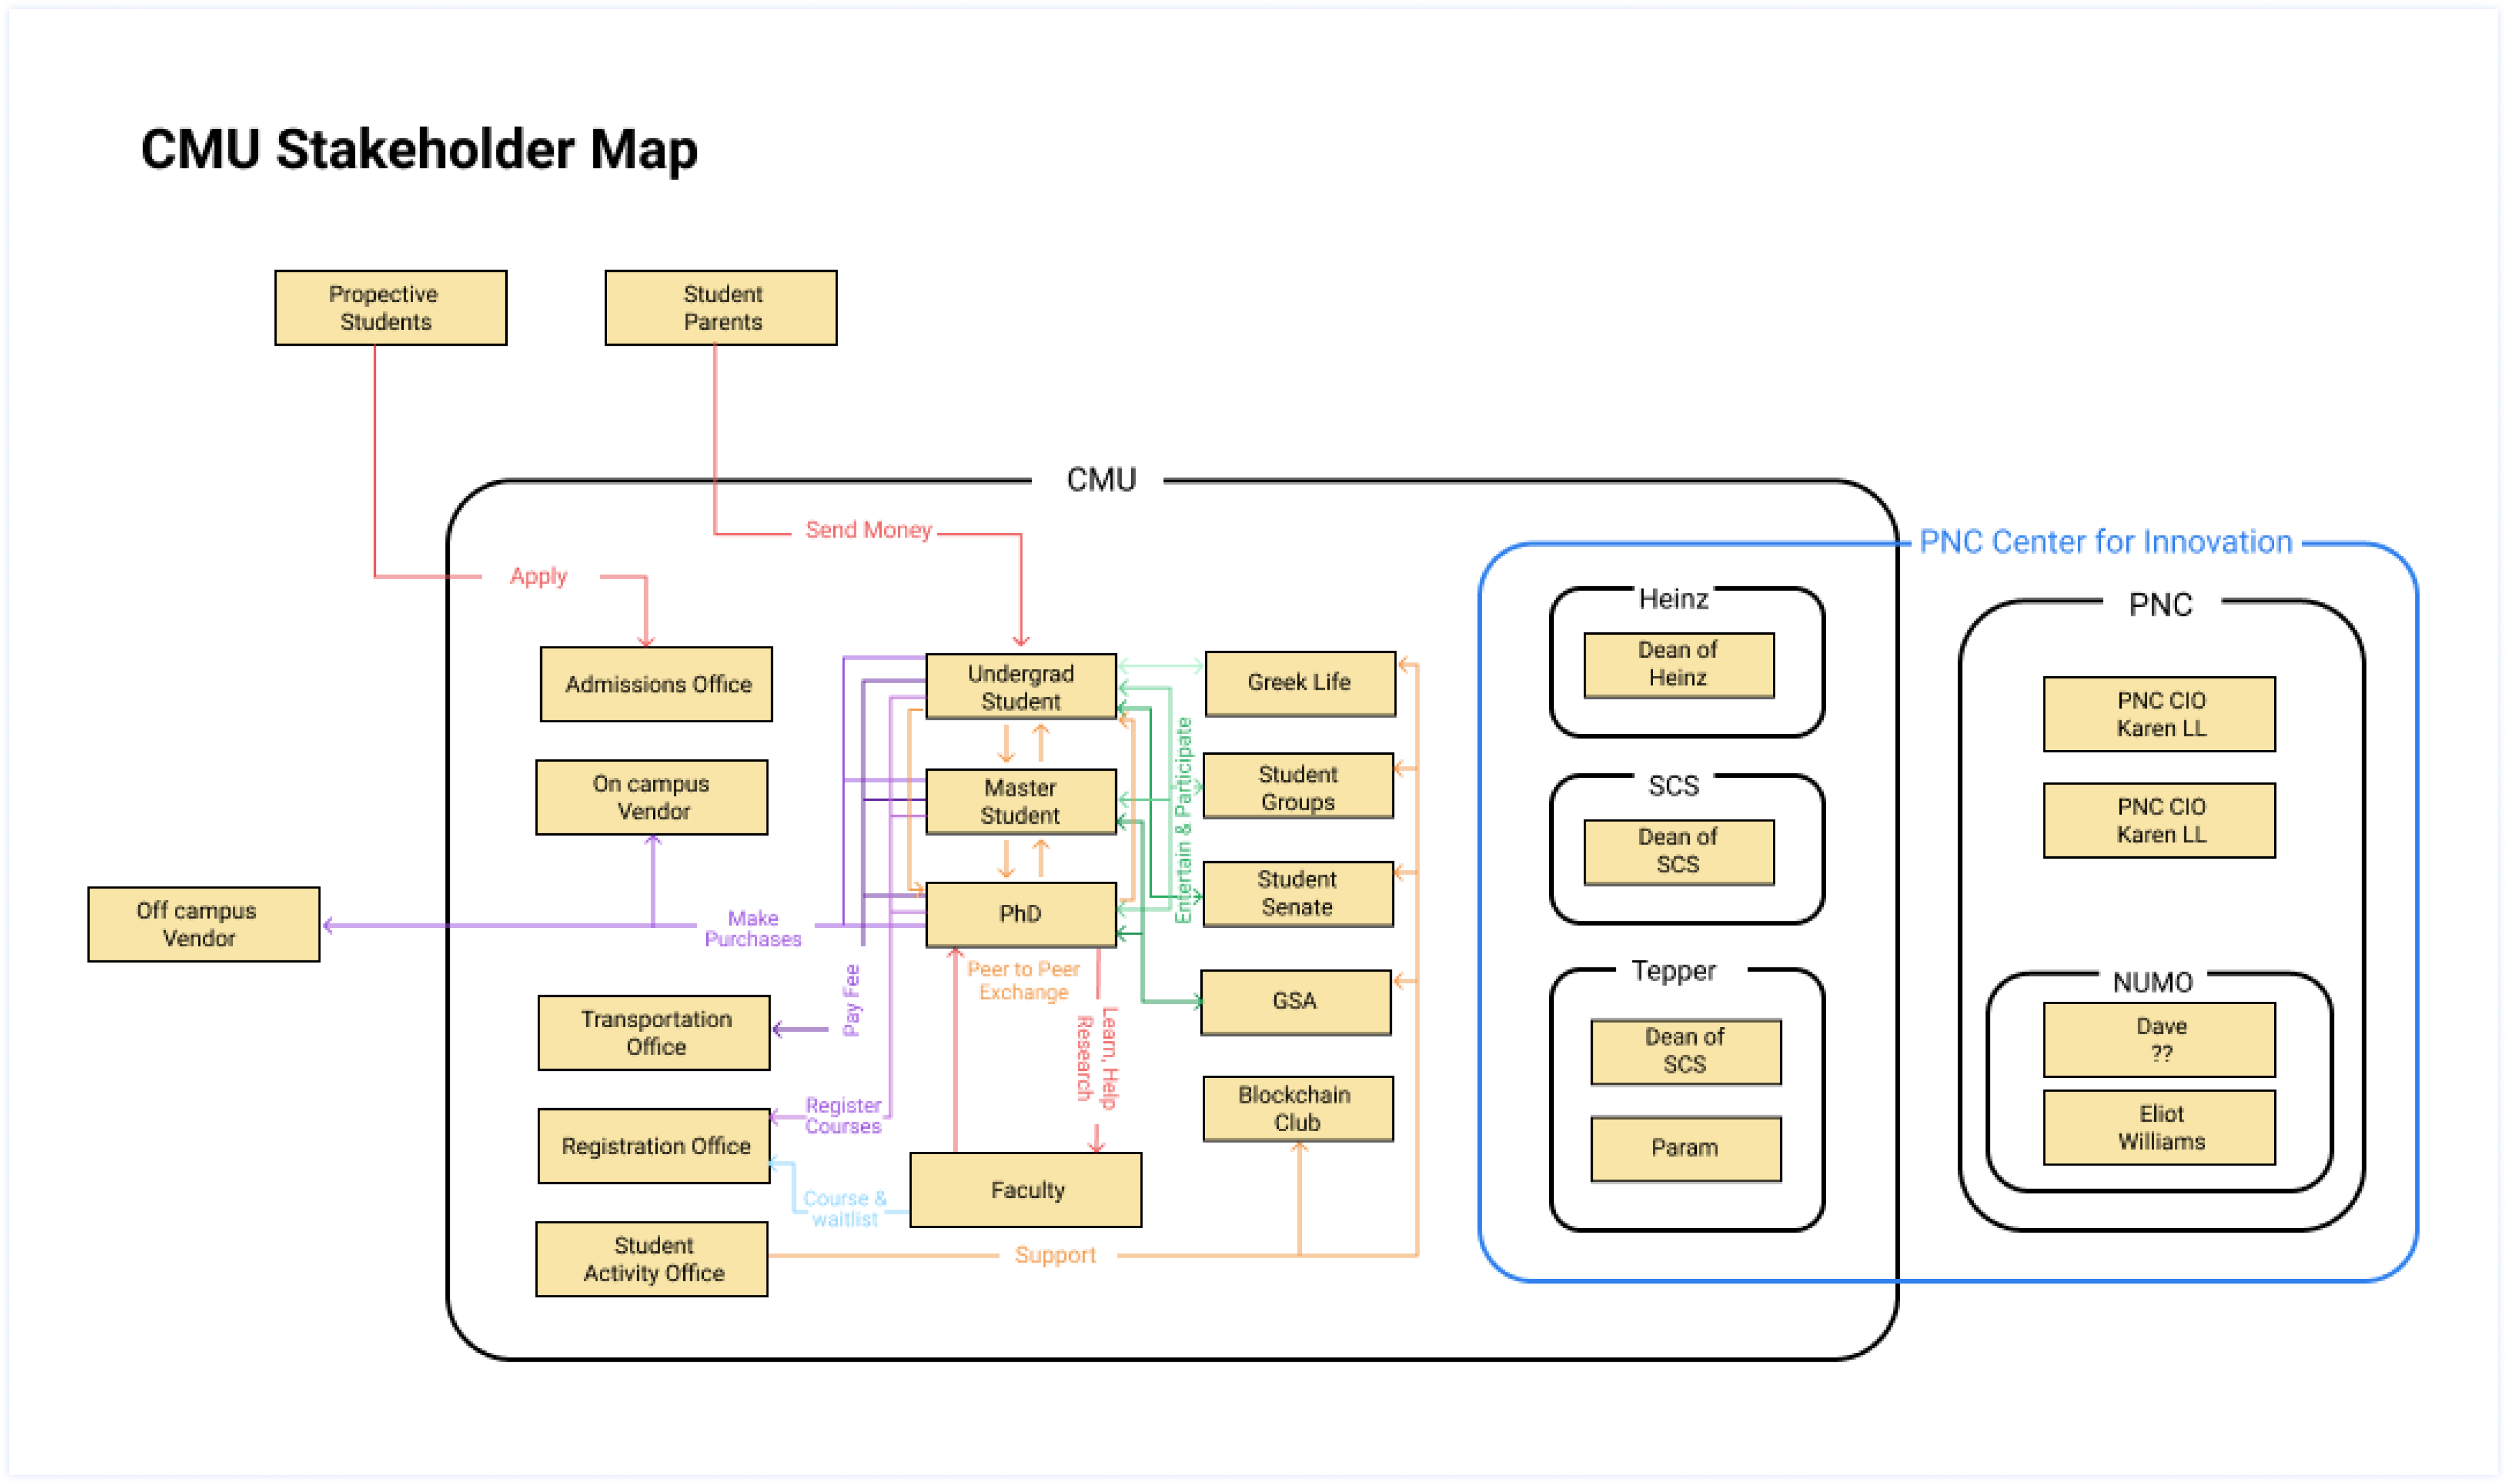 CMU Stakeholder Map
Propective
Students
Student
Parents
CMU
Send Money
Apply
PNC Center for Innovation
Admissions Office
On campus
Vendor
Off campus
Vendor
Make
Purchases
Transportation
Office
Pay Fee
Register
Courses
Registration Office
Course &
waitlist
Student
Activity Office
Support
Undergrad
Student
Master
Student
PhD
Peer to Peer
Exchange
Learn, Help
Research
Faculty
Entertain & Participate
Greek Life
Student
Groups
Student
Senate
GSA
Blockchain
Club
Heinz
Dean of
Heinz
SCS
Dean of
SCS
Tepper
Dean of
SCS
Param
PNC
PNC CIO
Karen LL
PNC CIO
Karen LL
NUMO
Dave
??
Eliot
Williams